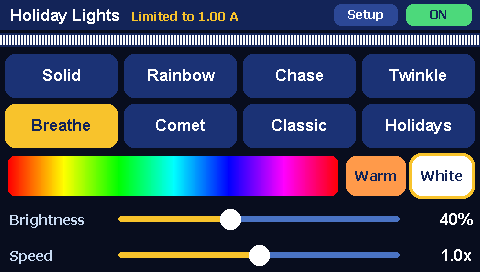 Holiday Lights Limited to 1.00 A Setup ON
Solid Rainbow Chase Twinkle
Breathe Comet Classic Holidays
Warm White
Brightness 40%
Speed 1.0x